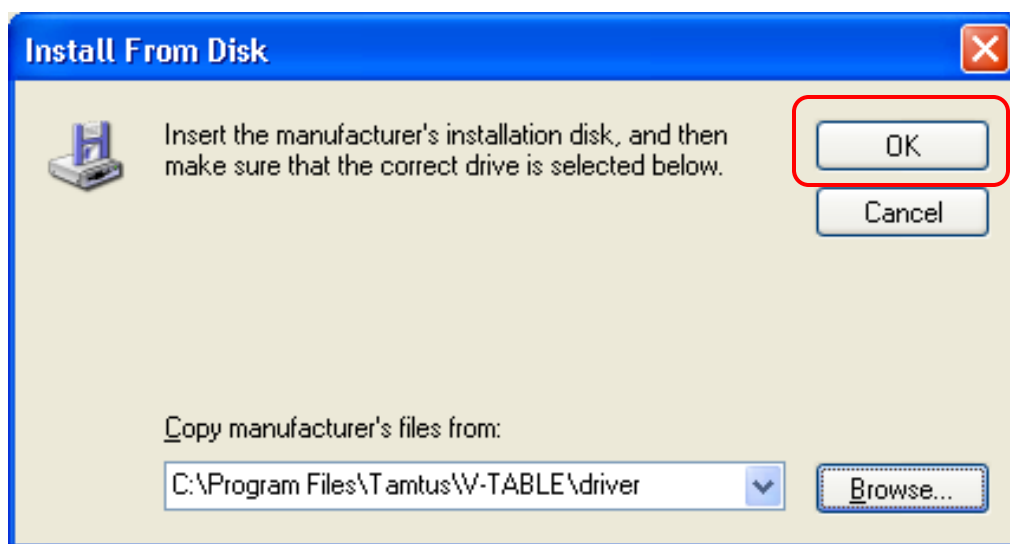 Install From Disk
Insert the manufacturer's installation disk, and then
make sure that the correct drive is selected below.
OK
Cancel
Copy manufacturer's files from:
C:\Program Files\Tamtus\V-TABLE\driver
Browse...